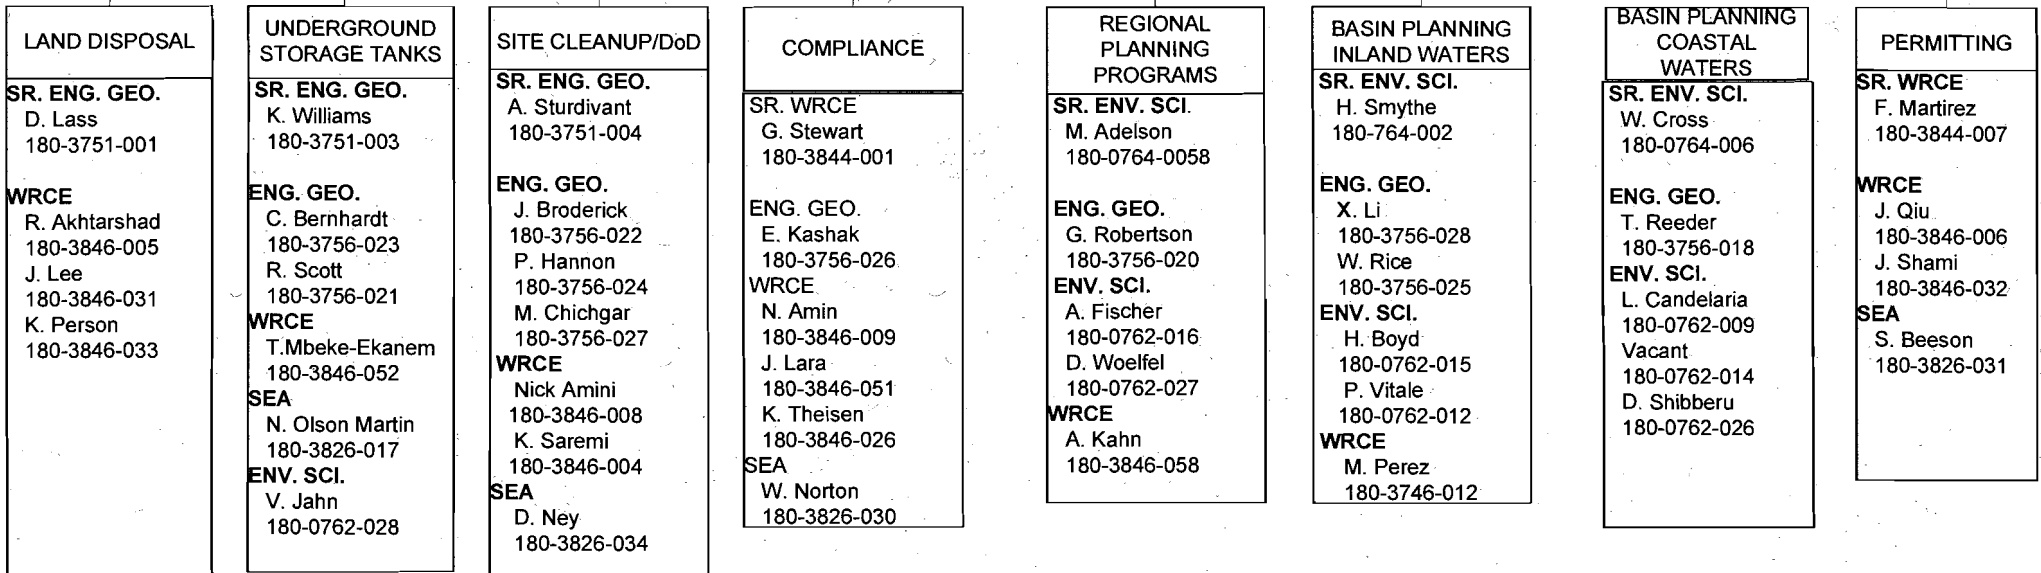 LAND DISPOSAL
SR. ENG. GEO.
D. Lass
180-3751-001
WRCE
R. Akhtarshad
180-3846-005
J. Lee
180-3846-031
K. Person
180-3846-033
UNDERGROUND
STORAGE TANKS
SR. ENG. GEO.
K. Williams
180-3751-003
ENG. GEO.
C. Bernhardt
180-3756-023
R. Scott
180-3756-021
WRCE
T.Mbeke-Ekanem
180-3846-052
SEA
N. Olson Martin
180-3826-017
ENV. SCI.
V. Jahn
180-0762-028
SITE CLEANUP/DoD
SR. ENG. GEO.
A. Sturdivant
180-3751-004
ENG. GEO.
J. Broderick
180-3756-022
P. Hannon
180-3756-024
M. Chichgar
180-3756-027
WRCE
Nick Amini
180-3846-008
K. Saremi
180-3846-004
SEA
D. Ney
180-3826-034
COMPLIANCE
SR. WRCE
G. Stewart
180-3844-001
ENG. GEO.
E. Kashak
180-3756-026
WRCE
N. Amin
180-3846-009
J. Lara
180-3846-051
K. Theisen
180-3846-026
SEA
W. Norton
180-3826-030
REGIONAL
PLANNING
PROGRAMS
SR. ENV. SCI.
M. Adelson
180-0764-0058
ENG. GEO.
G. Robertson
180-3756-020
ENV. SCI.
A. Fischer
180-0762-016
D. Woelfel
180-0762-027
WRCE
A. Kahn
180-3846-058
BASIN PLANNING
INLAND WATERS
SR. ENV. SCI.
H. Smythe
180-764-002
ENG. GEO.
X. Li
180-3756-028
W. Rice
180-3756-025
ENV. SCI.
H. Boyd
180-0762-015
P. Vitale
180-0762-012
WRCE
M. Perez
180-3746-012
BASIN PLANNING
COASTAL
WATERS
SR. ENV. SCI.
W. Cross
180-0764-006
ENG. GEO.
T. Reeder
180-3756-018
ENV. SCI.
L. Candelaria
180-0762-009
Vacant
180-0762-014
D. Shibberu
180-0762-026
PERMITTING
SR. WRCE
F. Martirez
180-3844-007
WRCE
J. Qiu
180-3846-006
J. Shami
180-3846-032
SEA
S. Beeson
180-3826-031